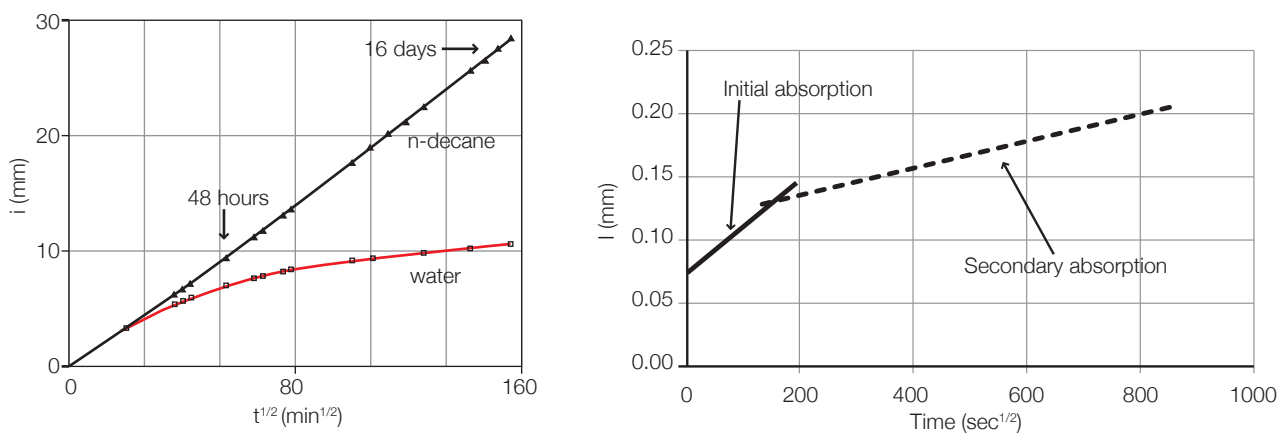 30
20
10
0
i (mm)
16 days
n-decane
48 hours
water
0
80
160
t¹/² (min¹/²)
0.25
0.20
0.15
0.10
0.05
0.00
I (mm)
Initial absorption
Secondary absorption
0
200
400
600
800
1000
Time (sec¹/²)